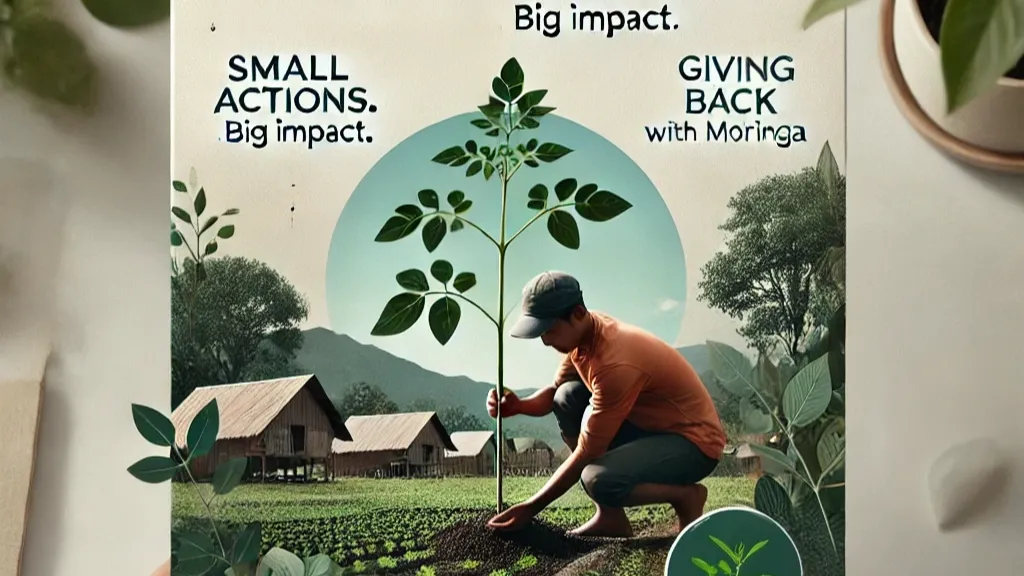 Big impact.
SMALL
ACTIONS.
Big impact.
GIVING
BACK
with Moringa